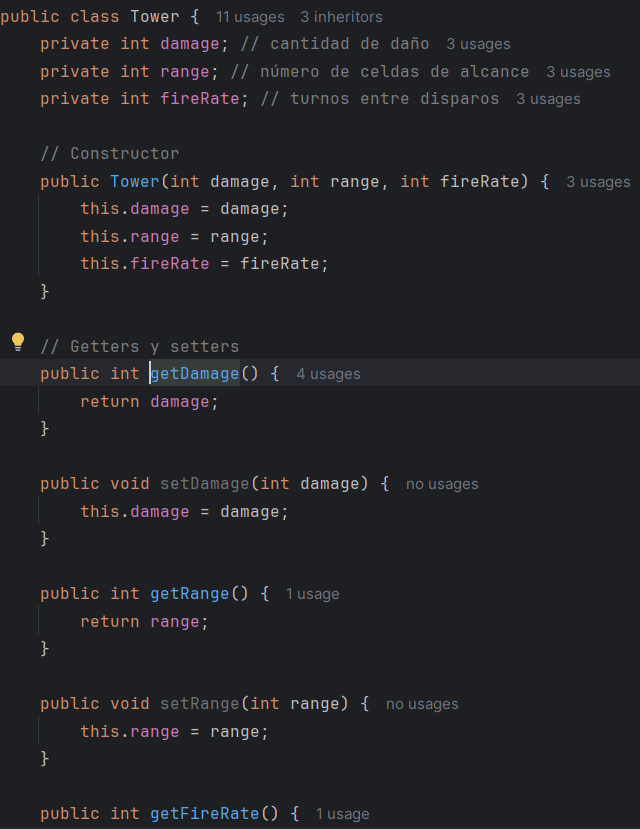 public class Tower {  11 usages  3 inheritors
    private int damage; // cantidad de daño  3 usages
    private int range; // número de celdas de alcance  3 usages
    private int fireRate; // turnos entre disparos  3 usages

    // Constructor
    public Tower(int damage, int range, int fireRate) {  3 usages
        this.damage = damage;
        this.range = range;
        this.fireRate = fireRate;
    }

    // Getters y setters
    public int getDamage() {  4 usages
        return damage;
    }

    public void setDamage(int damage) {  no usages
        this.damage = damage;
    }

    public int getRange() {  1 usage
        return range;
    }

    public void setRange(int range) {  no usages
        this.range = range;
    }

    public int getFireRate() {  1 usage